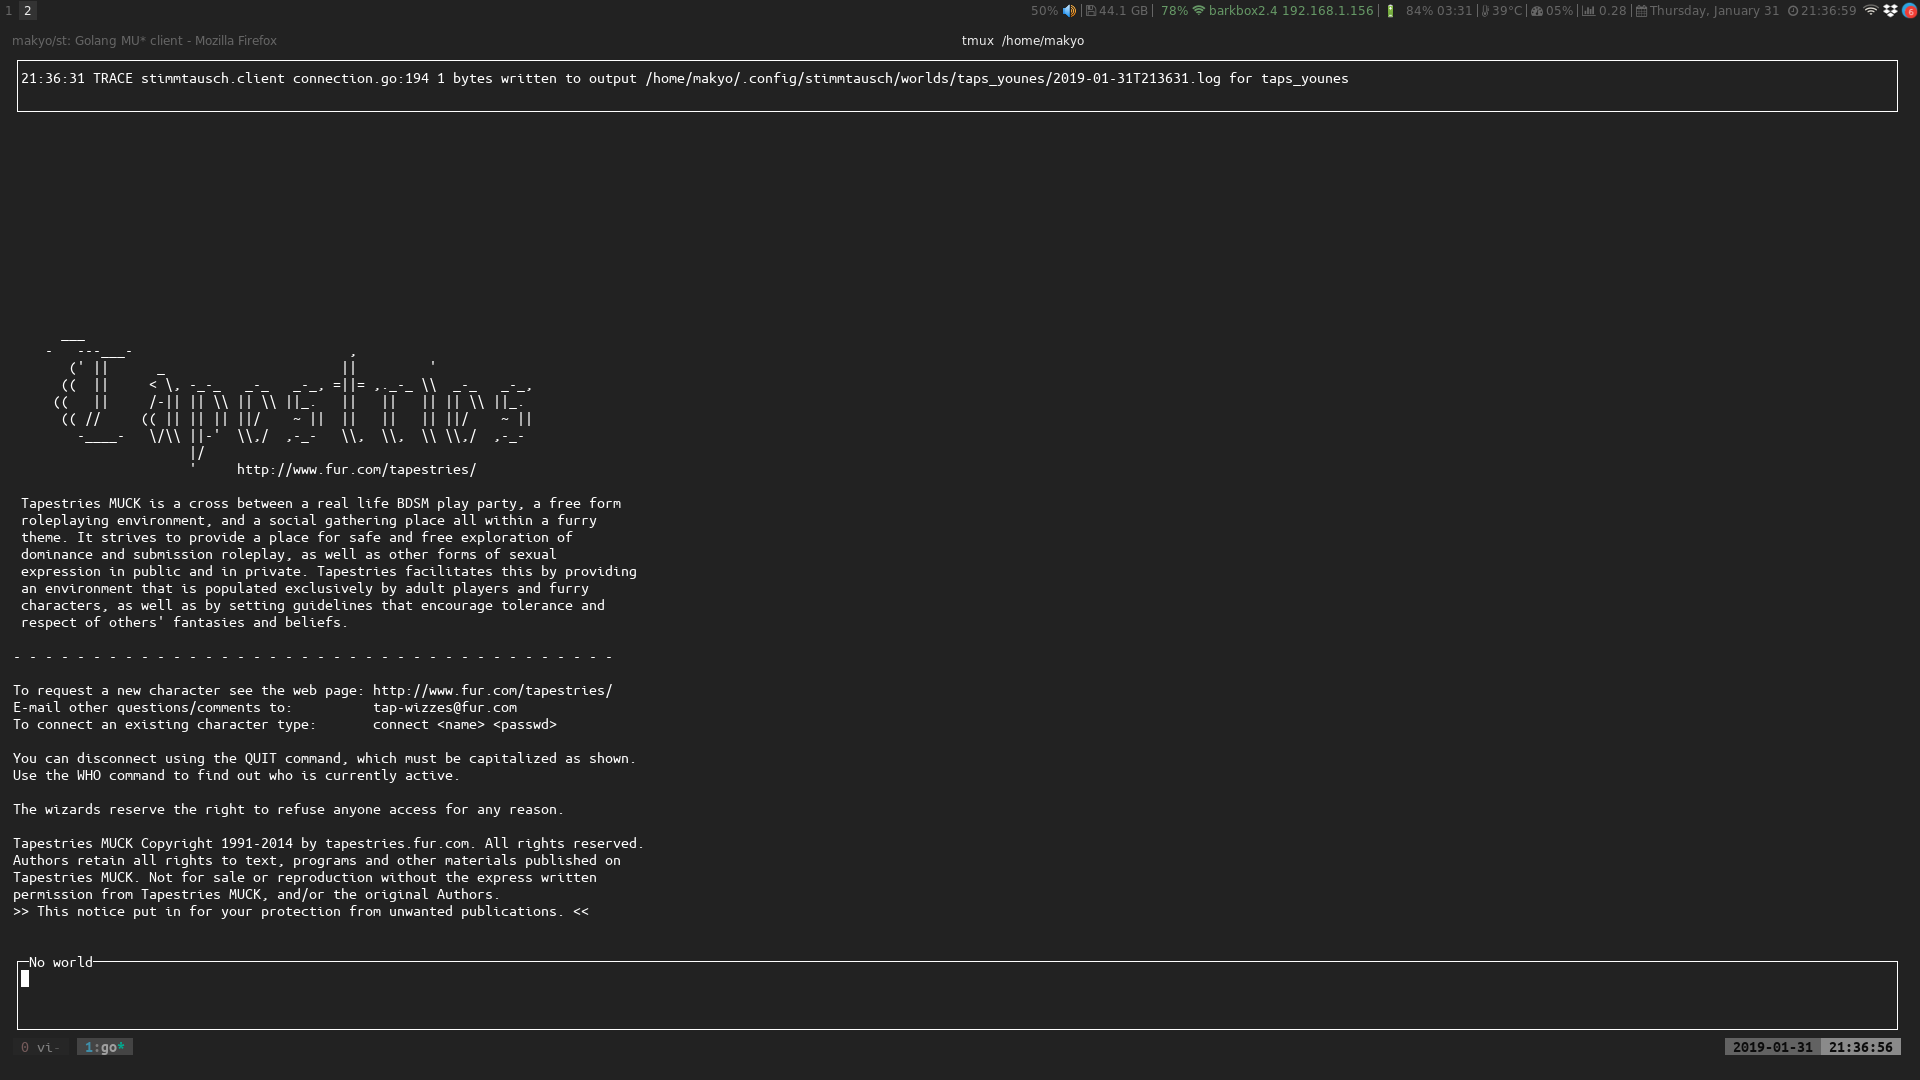 1 2 50% 44.1 GB 78% barkbox2.4 192.168.1.156 84% 03:31 39°C 05% 0.28 Thursday, January 31 21:36:59 6
makyo/st: Golang MU* client - Mozilla Firefox tmux /home/makyo
21:36:31 TRACE stimmtausch.client connection.go:194 1 bytes written to output /home/makyo/.config/stimmtausch/worlds/taps_younes/2019-01-31T213631.log for taps_younes
Tapestries
http://www.fur.com/tapestries/
Tapestries MUCK is a cross between a real life BDSM play party, a free form
roleplaying environment, and a social gathering place all within a furry
theme. It strives to provide a place for safe and free exploration of
dominance and submission roleplay, as well as other forms of sexual
expression in public and in private. Tapestries facilitates this by providing
an environment that is populated exclusively by adult players and furry
characters, as well as by setting guidelines that encourage tolerance and
respect of others' fantasies and beliefs.
- - - - - - - - - - - - - - - - - - - - - - - - - - - - - - - - - - - - - -
To request a new character see the web page: http://www.fur.com/tapestries/
E-mail other questions/comments to: tap-wizzes@fur.com
To connect an existing character type: connect <name> <passwd>
You can disconnect using the QUIT command, which must be capitalized as shown.
Use the WHO command to find out who is currently active.
The wizards reserve the right to refuse anyone access for any reason.
Tapestries MUCK Copyright 1991-2014 by tapestries.fur.com. All rights reserved.
Authors retain all rights to text, programs and other materials published on
Tapestries MUCK. Not for sale or reproduction without the express written
permission from Tapestries MUCK, and/or the original Authors.
>> This notice put in for your protection from unwanted publications. <<
No world
0 vi- 1:go* 2019-01-31 21:36:56